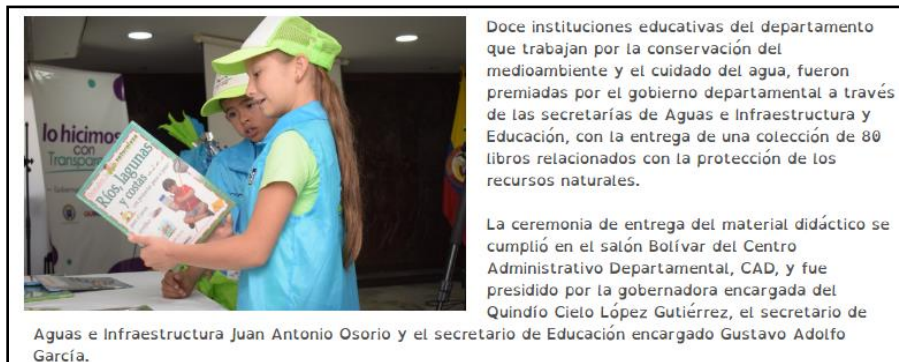 lo hicimos
con
Transparencia
Ríos, lagunas
y costas
Doce instituciones educativas del departamento
que trabajan por la conservación del
medioambiente y el cuidado del agua, fueron
premiadas por el gobierno departamental a través
de las secretarías de Aguas e Infraestructura y
Educación, con la entrega de una colección de 80
libros relacionados con la protección de los
recursos naturales.
La ceremonia de entrega del material didáctico se
cumplió en el salón Bolívar del Centro
Administrativo Departamental, CAD, y fue
presidido por la gobernadora encargada del
Quindío Cielo López Gutiérrez, el secretario de
Aguas e Infraestructura Juan Antonio Osorio y el secretario de Educación encargado Gustavo Adolfo
García.